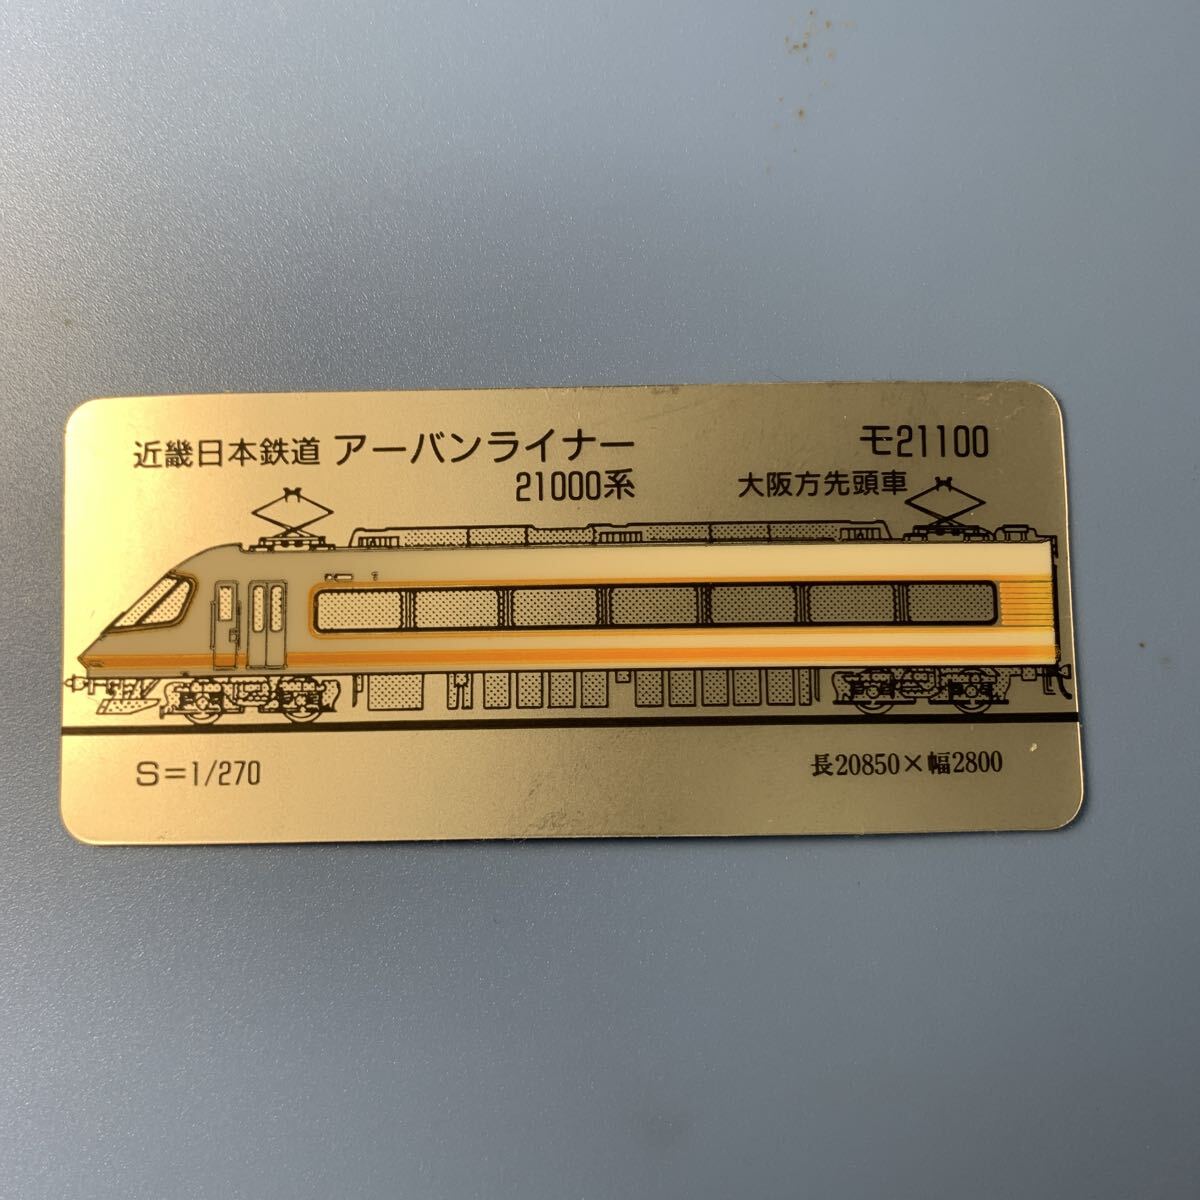 近畿日本鉄道 アーバンライナー モ21100
21000系 大阪方先頭車
S=1/270 長20850×幅2800